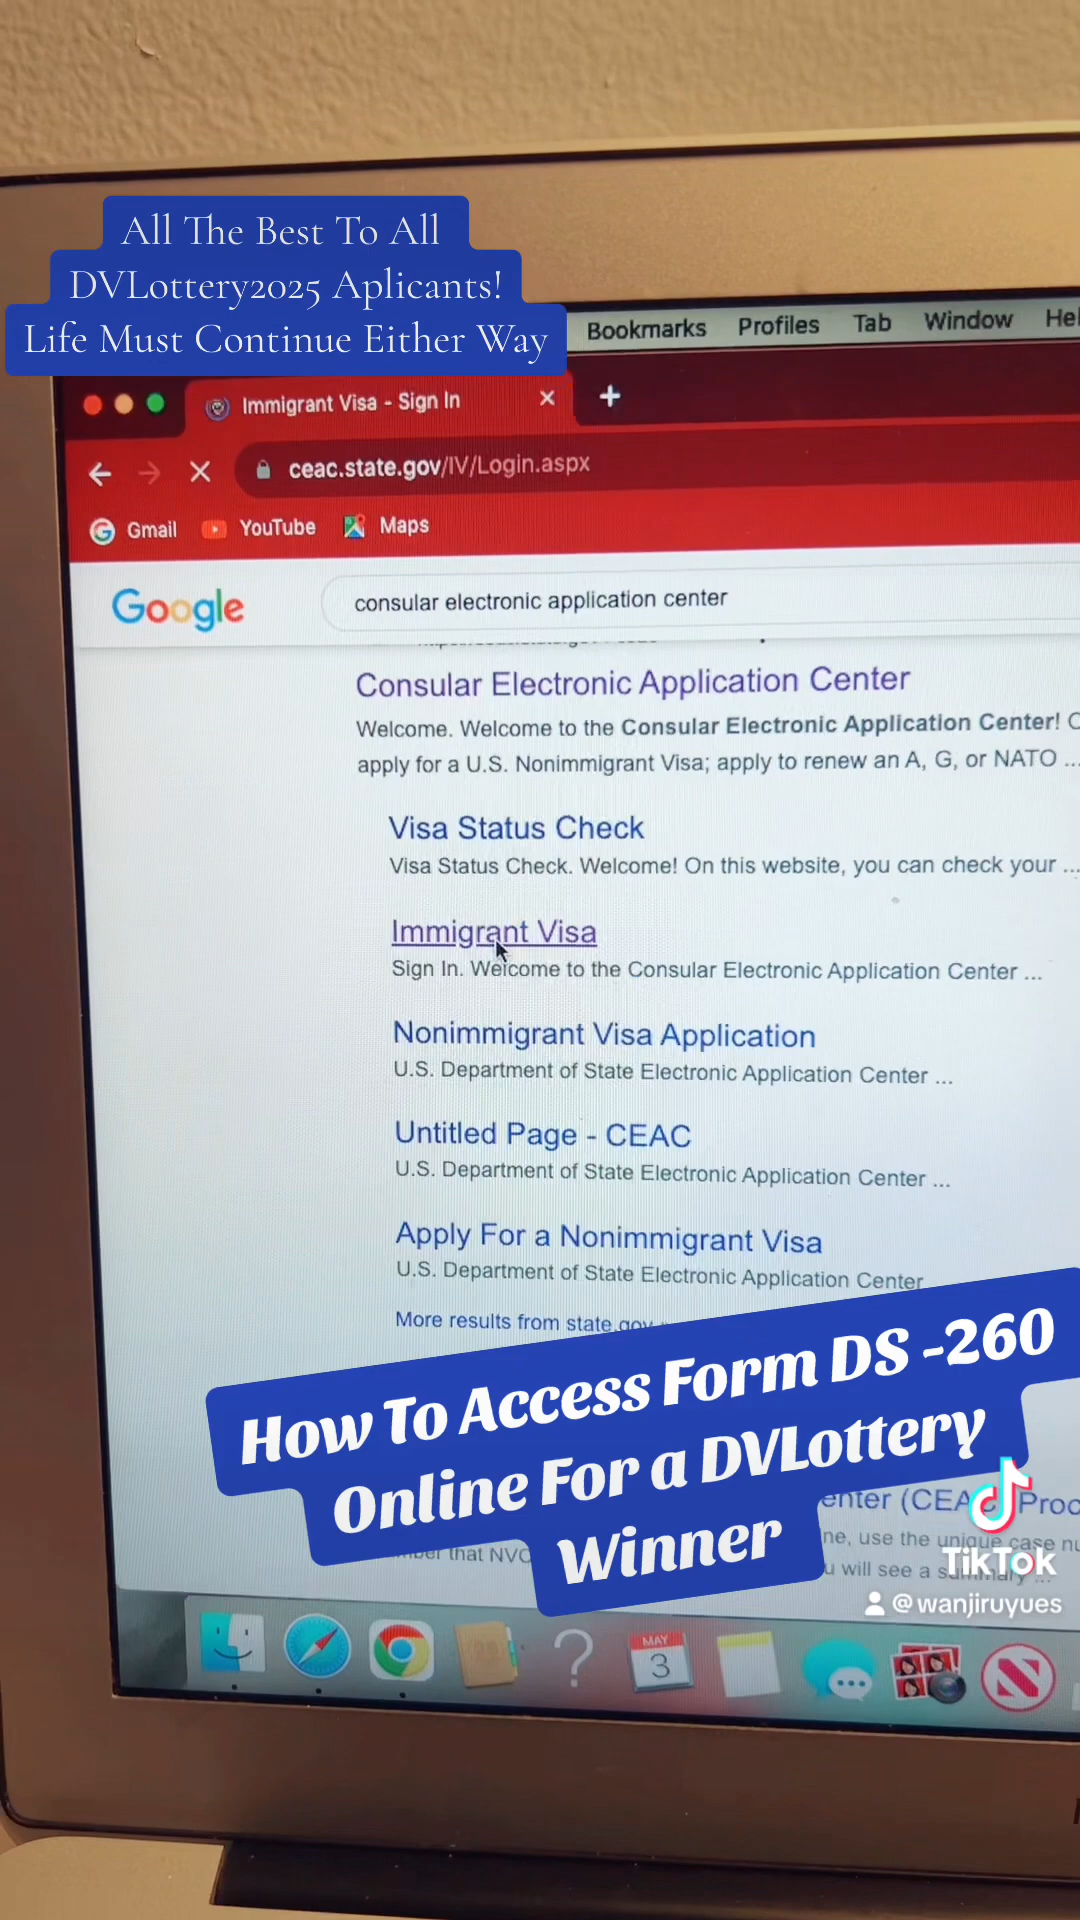 All The Best To All
DVLottery2025 Aplicants!
Life Must Continue Either Way
Bookmarks Profiles Tab Window
Immigrant Visa - Sign In
ceac.state.gov/IV/Login.aspx
Gmail YouTube Maps
Google consular electronic application center
Consular Electronic Application Center
Welcome. Welcome to the Consular Electronic Application Center!
apply for a U.S. Nonimmigrant Visa; apply to renew an A, G, or NATO ...
Visa Status Check
Visa Status Check. Welcome! On this website, you can check your ...
Immigrant Visa
Sign In. Welcome to the Consular Electronic Application Center ...
Nonimmigrant Visa Application
U.S. Department of State Electronic Application Center ...
Untitled Page - CEAC
U.S. Department of State Electronic Application Center ...
Apply For a Nonimmigrant Visa
U.S. Department of State Electronic Application Center
More results from state.gov
How To Access Form DS -260
Online For a DVLottery
Winner
enter (CEA
Proc
use the unique case
that NVC
will see a
TikTok
@wanjiruyues
MAY
3